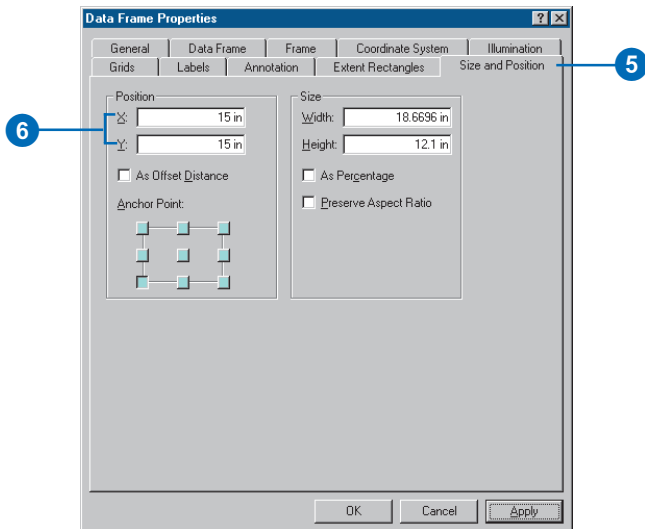 Data Frame Properties
General Data Frame Frame Coordinate System Illumination
Grids Labels Annotation Extent Rectangles Size and Position
5
Position
X: 15 in
6
Y: 15 in
As Offset Distance
Anchor Point:
Size
Width: 18.6696 in
Height: 12.1 in
As Percentage
Preserve Aspect Ratio
OK Cancel Apply